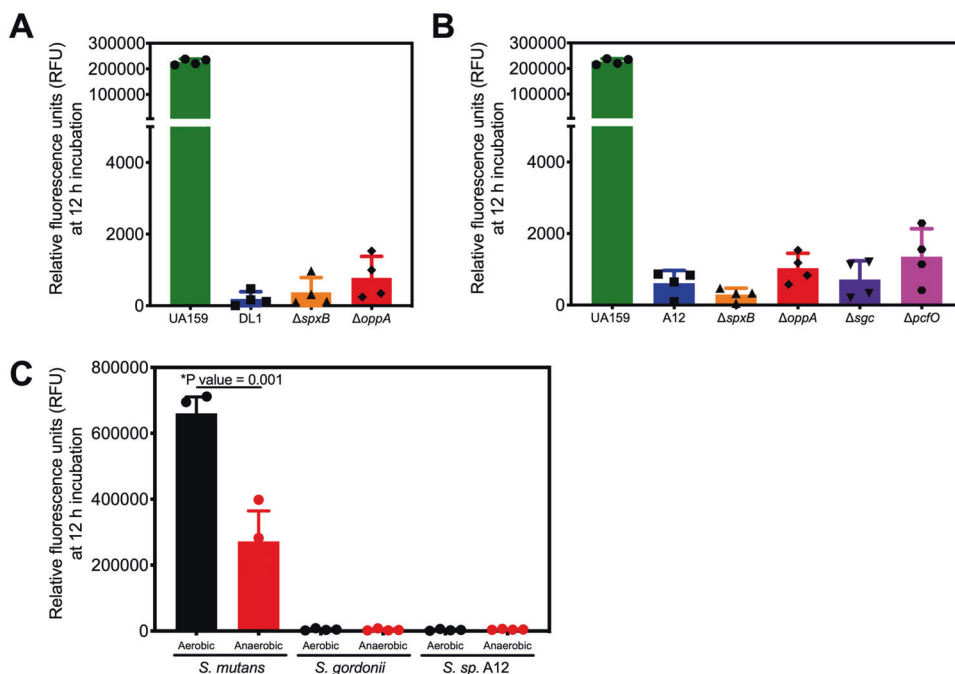 A
Relative fluorescence units (RFU)
at 12 h incubation
300000
200000
100000
4000
2000
0
UA159 DL1 ΔspxB ΔoppA
B
Relative fluorescence units (RFU)
at 12 h incubation
300000
200000
100000
4000
2000
0
UA159 A12 ΔspxB ΔoppA Δsgc ΔpcfO
C
Relative fluorescence units (RFU)
at 12 h incubation
800000
*P value = 0.001
600000
400000
200000
0
Aerobic Anaerobic Aerobic Anaerobic Aerobic Anaerobic
S. mutans S. gordonii S. sp. A12